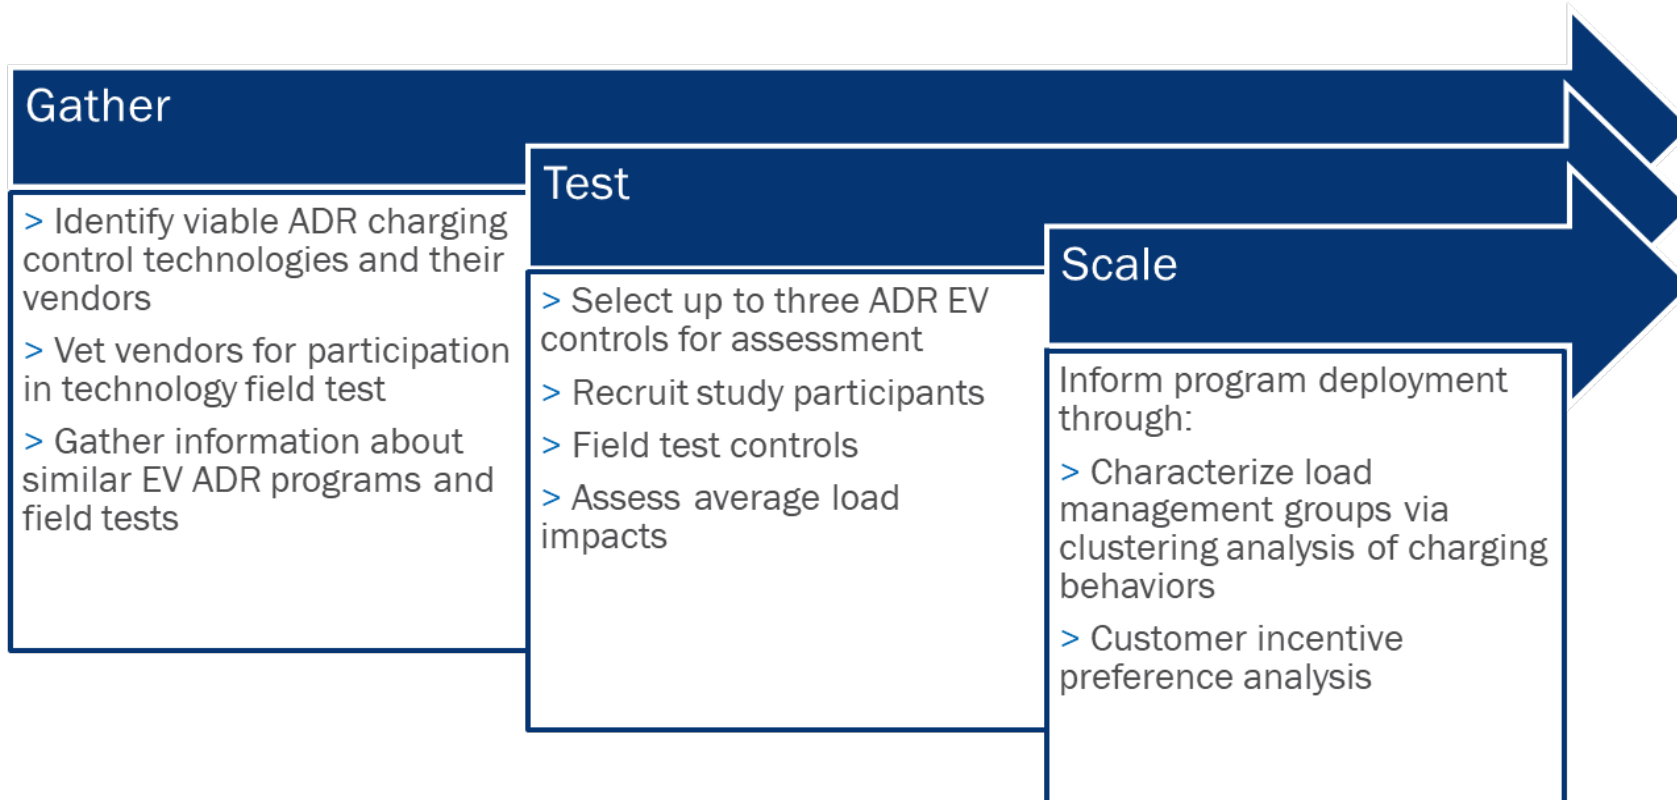 Gather
> Identify viable ADR charging
control technologies and their
vendors
> Vet vendors for participation
in technology field test
> Gather information about
similar EV ADR programs and
field tests
Test
> Select up to three ADR EV
controls for assessment
> Recruit study participants
> Field test controls
> Assess average load
impacts
Scale
Inform program deployment
through:
> Characterize load
management groups via
clustering analysis of charging
behaviors
> Customer incentive
preference analysis